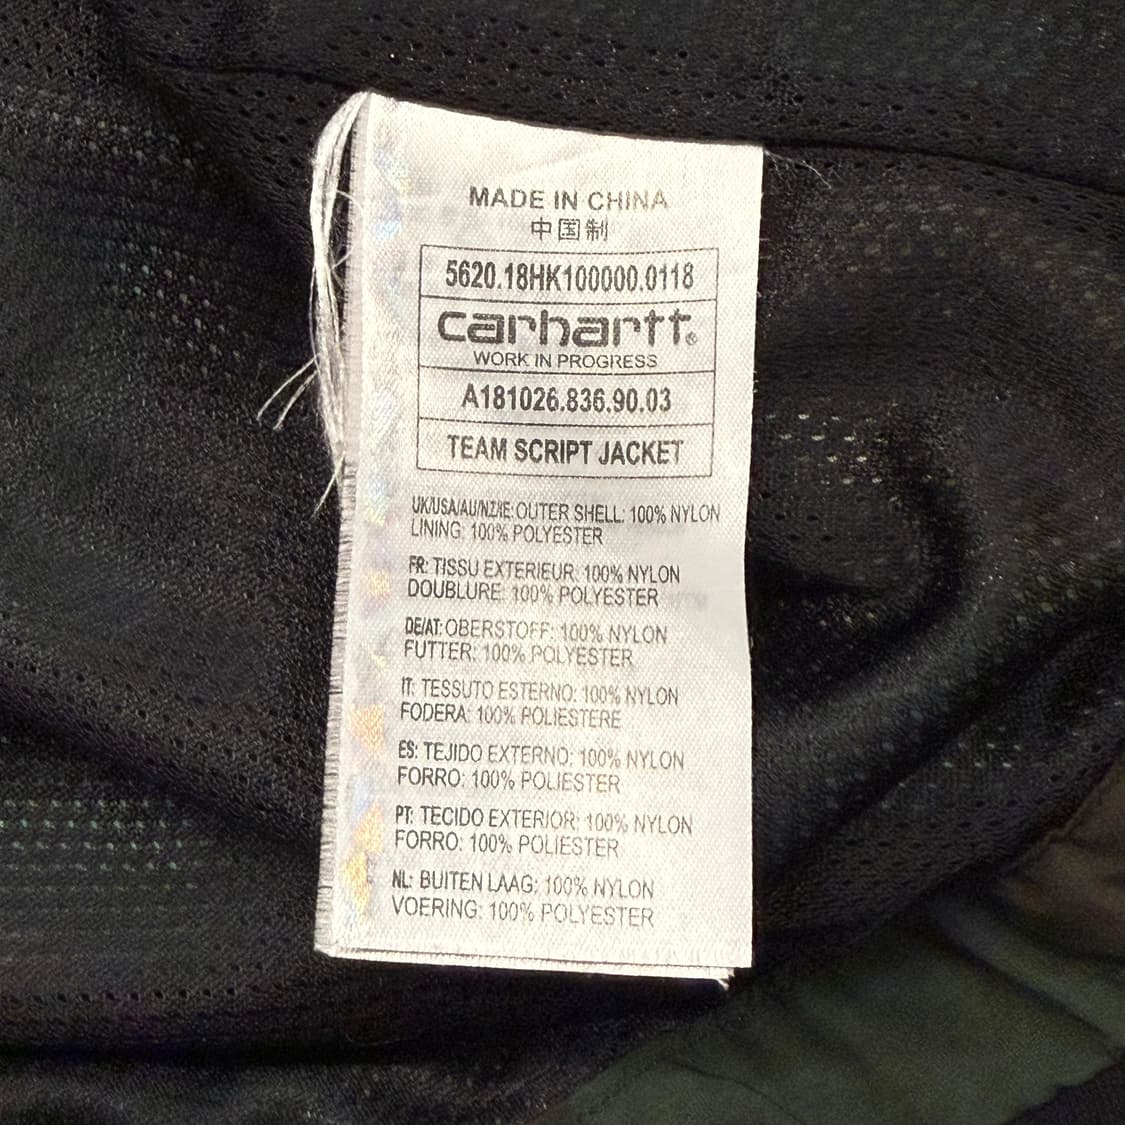 MADE IN CHINA
中国制
5620.18HK100000.0118
carhartt®
WORK IN PROGRESS
A181026.836.90.03
TEAM SCRIPT JACKET
UK/USA/AU/NZ/IE: OUTER SHELL: 100% NYLON
LINING: 100% POLYESTER
FR: TISSU EXTERIEUR: 100% NYLON
DOUBLURE: 100% POLYESTER
DE/AT: OBERSTOFF: 100% NYLON
FUTTER: 100% POLYESTER
IT: TESSUTO ESTERNO: 100% NYLON
FODERA: 100% POLIESTERE
ES: TEJIDO EXTERNO: 100% NYLON
FORRO: 100% POLIESTER
PT: TECIDO EXTERIOR: 100% NYLON
FORRO: 100% POLIESTER
NL: BUITEN LAAG: 100% NYLON
VOERING: 100% POLYESTER